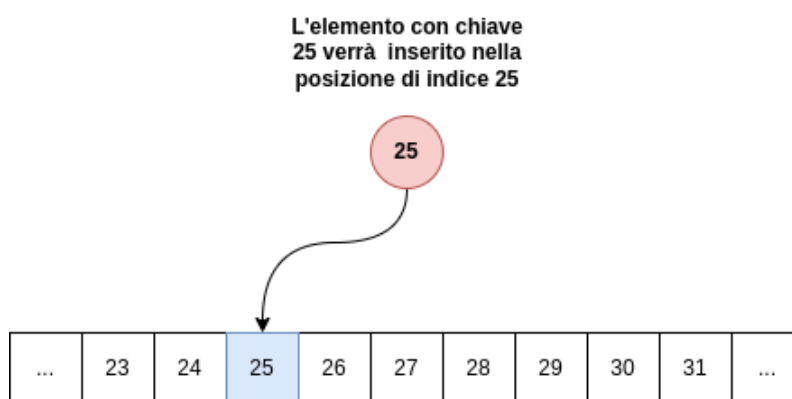 L'elemento con chiave
25 verrà inserito nella
posizione di indice 25
25
... 23 24 25 26 27 28 29 30 31 ...